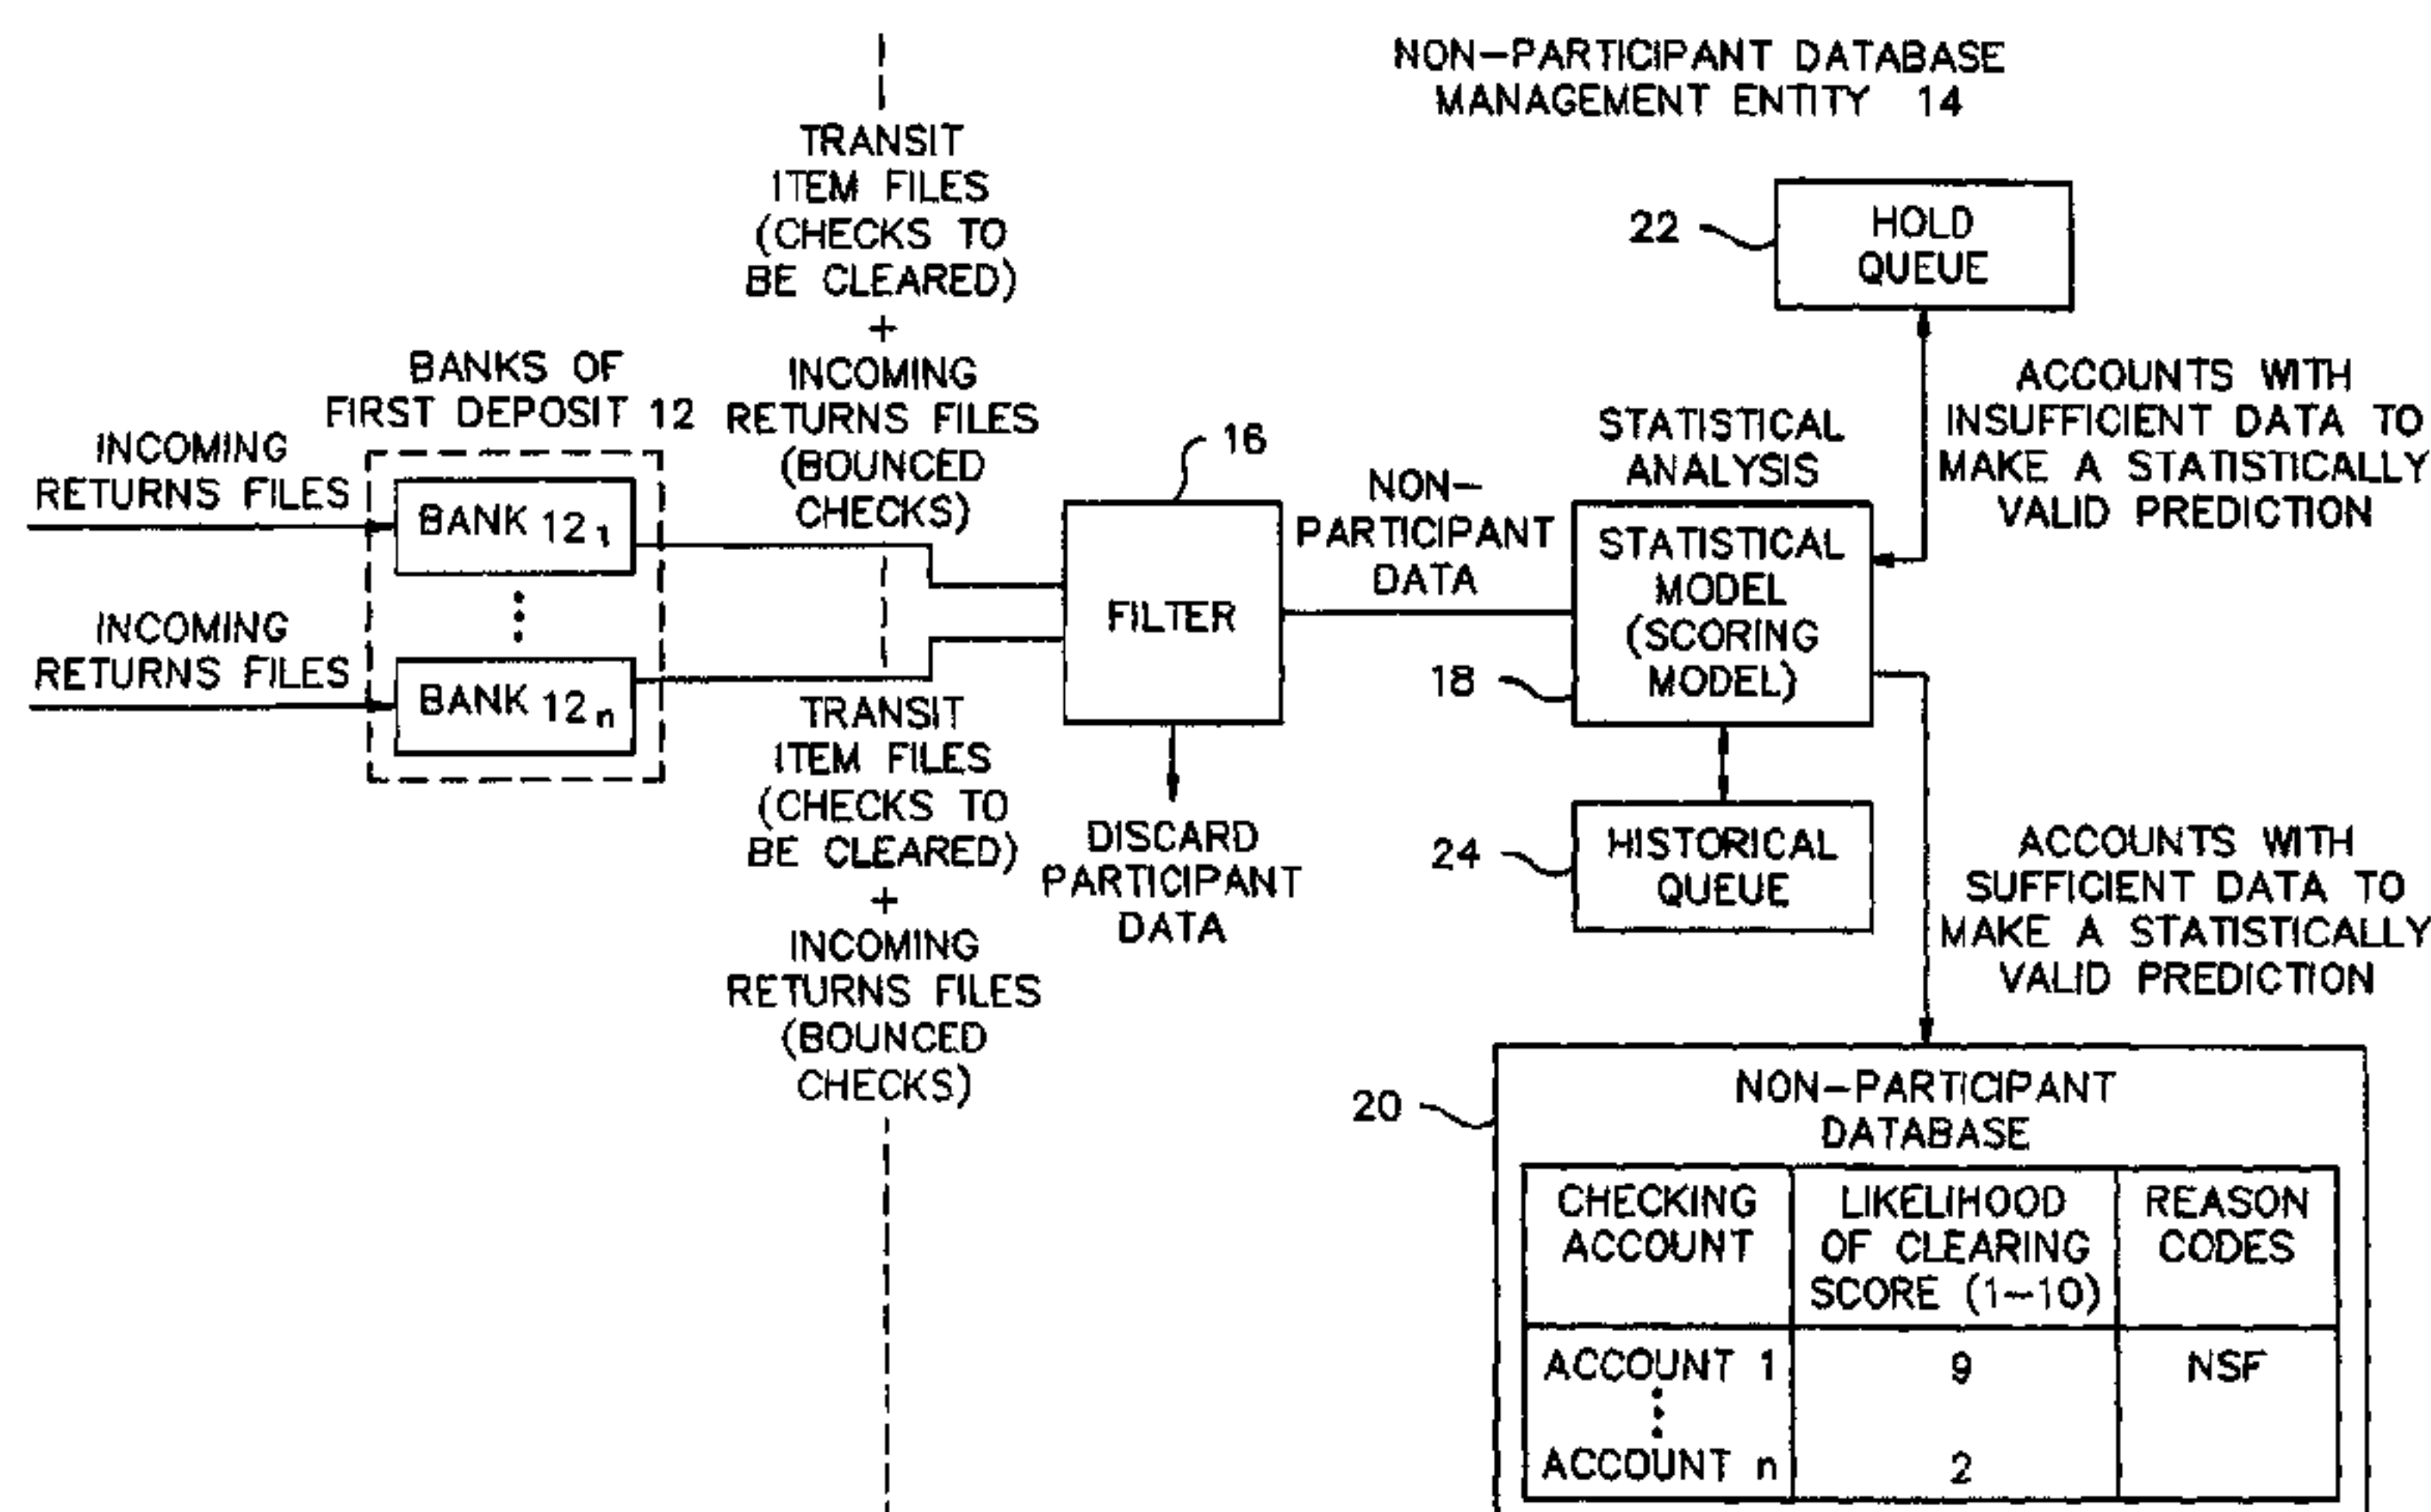 NON-PARTICIPANT DATABASE
MANAGEMENT ENTITY 14
TRANSIT
ITEM FILES
(CHECKS TO
BE CLEARED)
+
INCOMING
RETURNS FILES
(BOUNCED
CHECKS)
BANKS OF
FIRST DEPOSIT 12
INCOMING
RETURNS FILES
BANK 12 1
INCOMING
RETURNS FILES
BANK 12 n
TRANSIT
ITEM FILES
(CHECKS TO
BE CLEARED)
+
INCOMING
RETURNS FILES
(BOUNCED
CHECKS)
16
FILTER
DISCARD
PARTICIPANT
DATA
NON-
PARTICIPANT
DATA
STATISTICAL
ANALYSIS
STATISTICAL
MODEL
(SCORING
MODEL)
18
22
HOLD
QUEUE
ACCOUNTS WITH
INSUFFICIENT DATA TO
MAKE A STATISTICALLY
VALID PREDICTION
24
HISTORICAL
QUEUE
ACCOUNTS WITH
SUFFICIENT DATA TO
MAKE A STATISTICALLY
VALID PREDICTION
20
NON-PARTICIPANT
DATABASE
CHECKING
ACCOUNT
LIKELIHOOD
OF CLEARING
SCORE (1-10)
REASON
CODES
ACCOUNT 1
9
NSF
ACCOUNT n
2